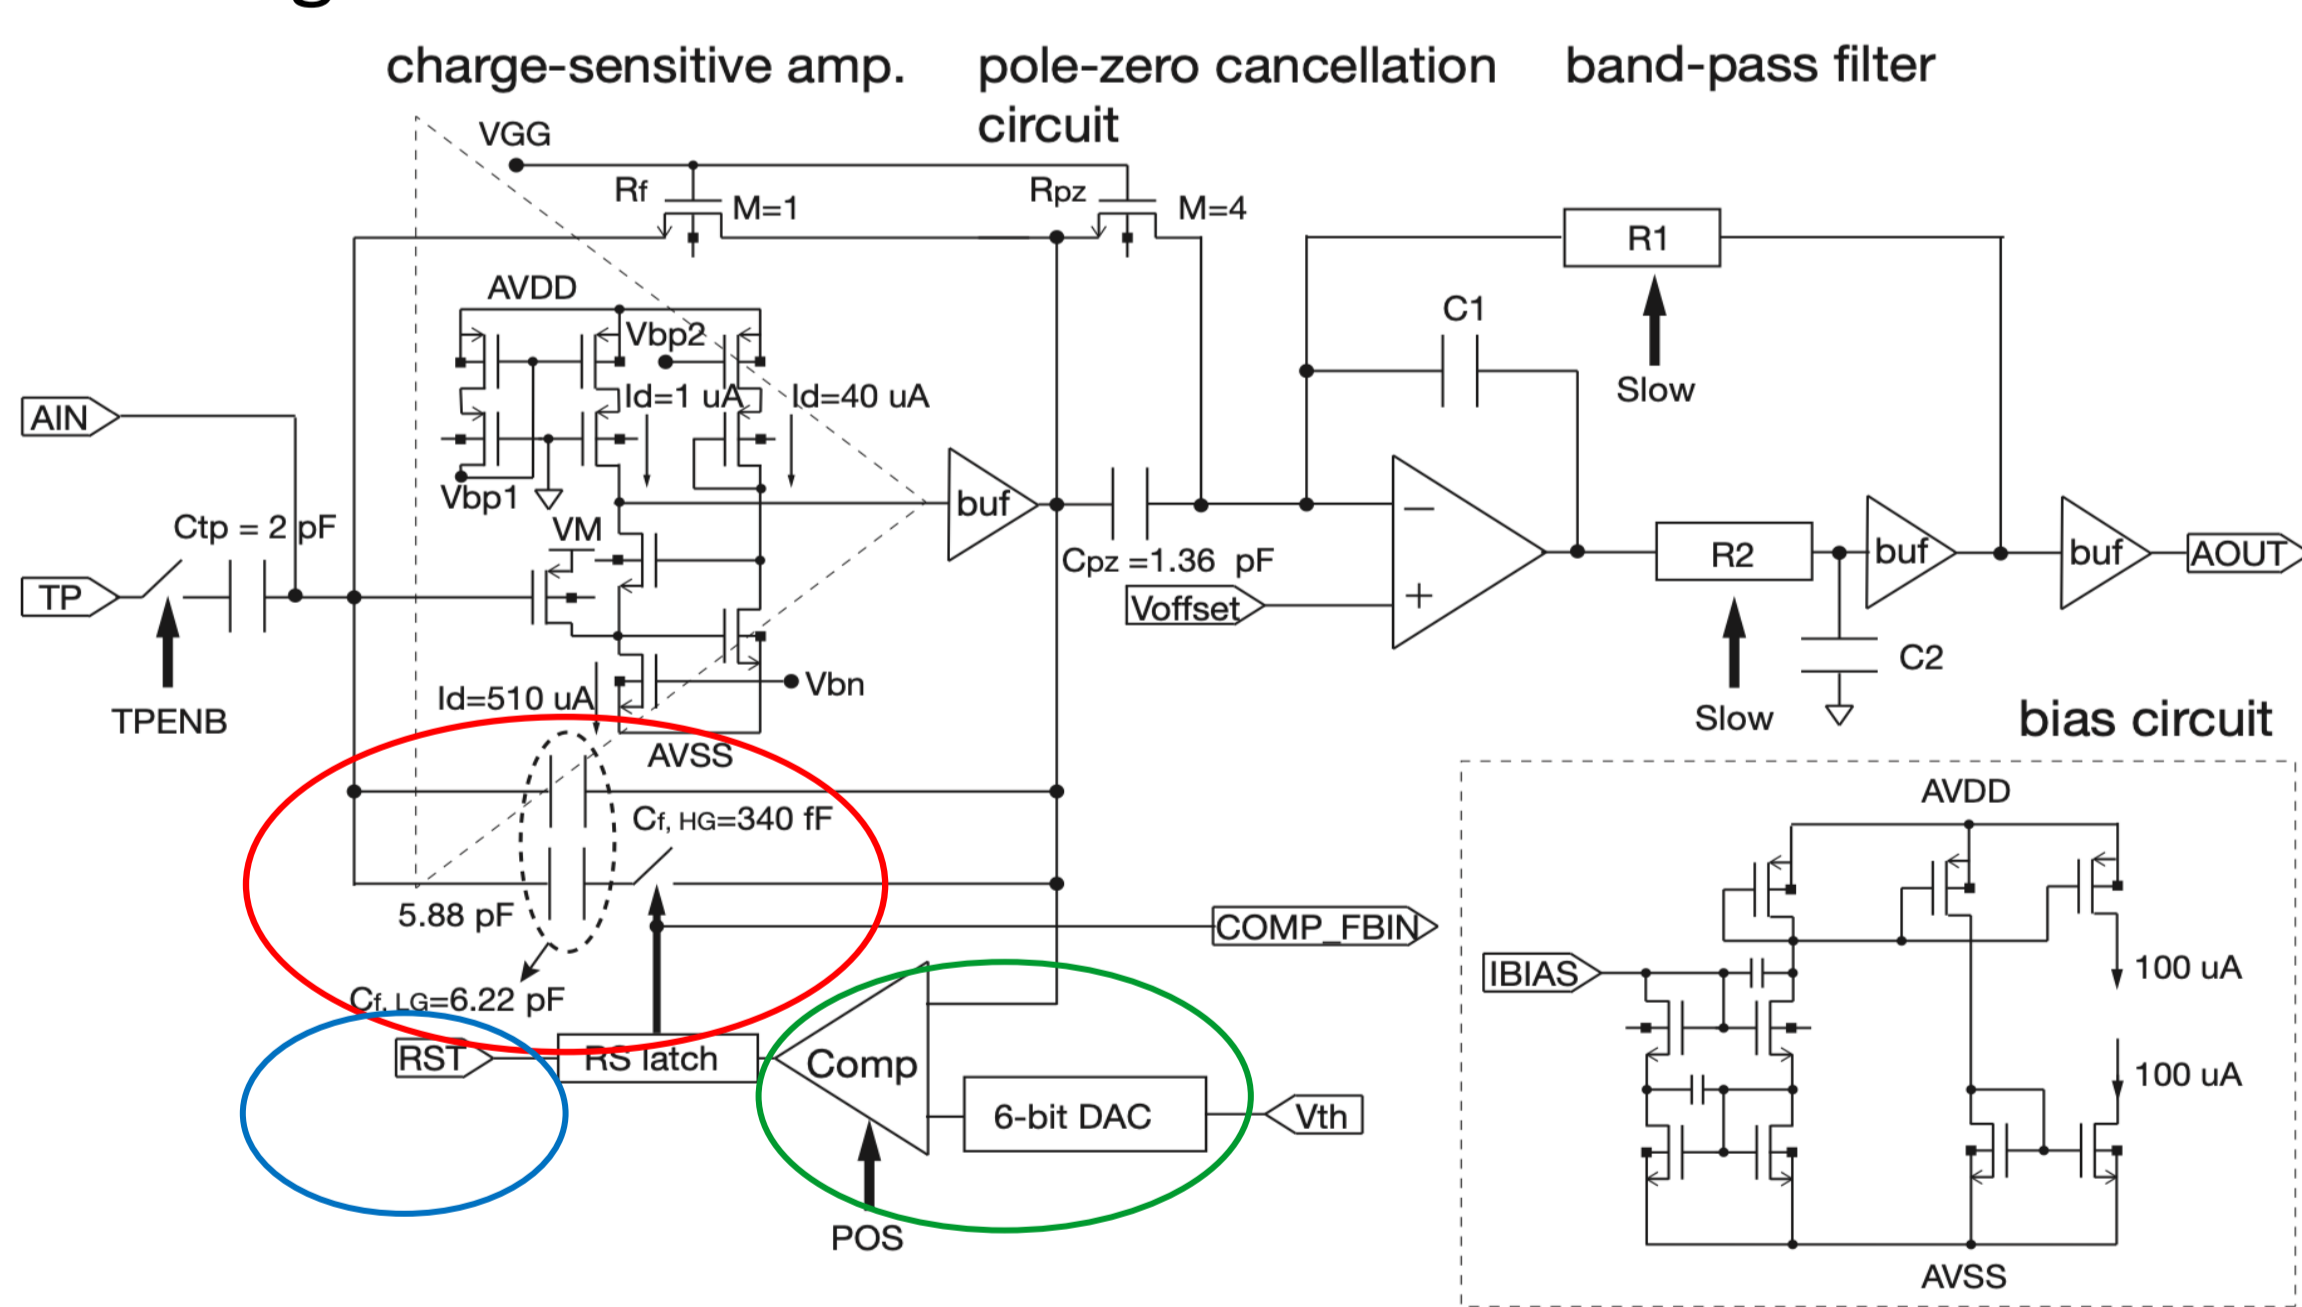 charge-sensitive amp.
pole-zero cancellation
circuit
band-pass filter
VGG
Rf
M=1
Rpz
M=4
R1
AVDD
Vbp2
C1
Id=1 uA
Id=40 uA
Slow
AIN
Vbp1
buf
Ctp = 2 pF
VM
Cpz =1.36 pF
R2
buf
buf
AOUT
TP
Voffset
C2
Id=510 uA
Vbn
TPENB
Slow
bias circuit
AVSS
Cf, HG=340 fF
AVDD
5.88 pF
COMP_FBIN
IBIAS
100 uA
Cf, LG=6.22 pF
RST
RS latch
Comp
6-bit DAC
Vth
100 uA
POS
AVSS